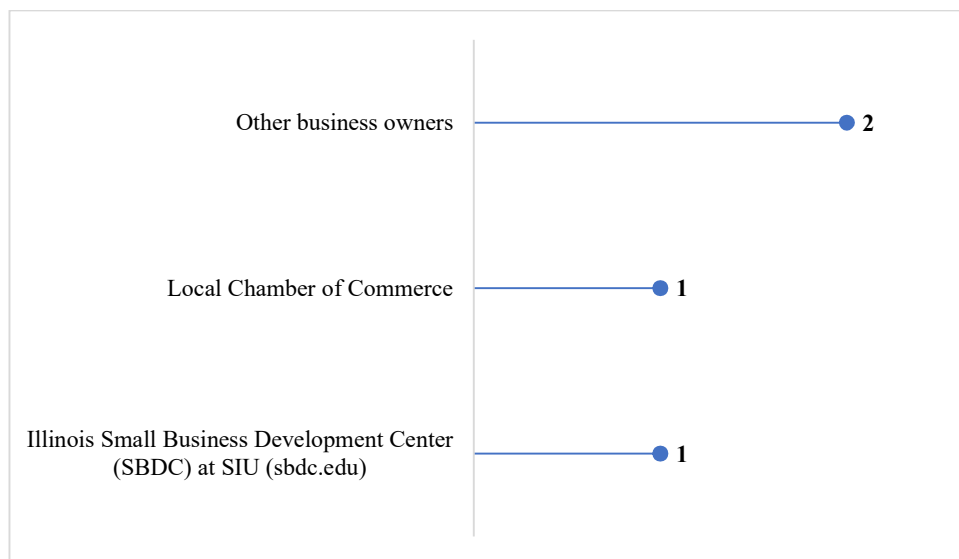 Other business owners
2
Local Chamber of Commerce
1
Illinois Small Business Development Center
(SBDC) at SIU (sbdc.edu)
1